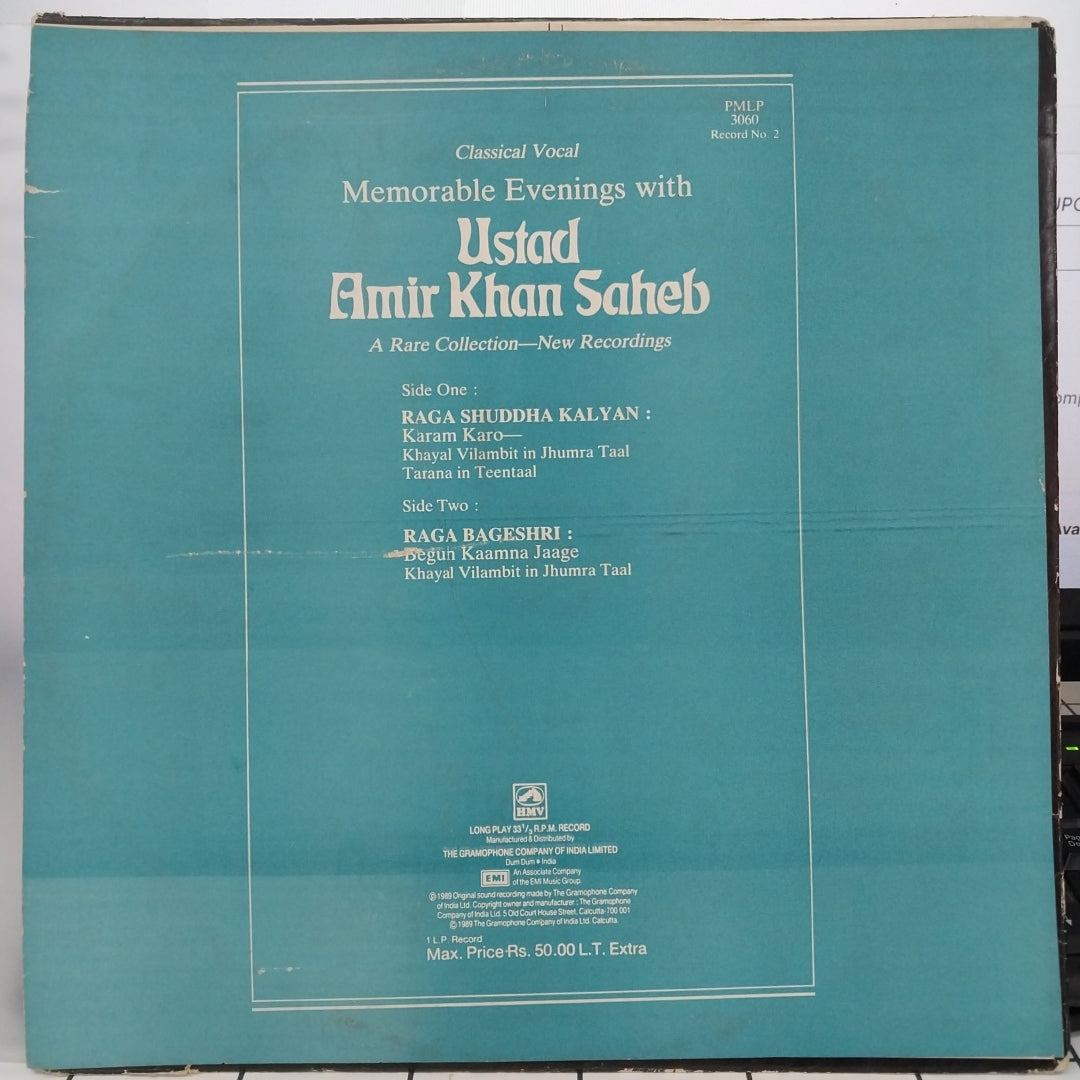 PMLP
3060
Record No. 2
Classical Vocal
Memorable Evenings with
Ustad
Amir Khan Saheb
A Rare Collection—New Recordings
Side One :
RAGA SHUDDHA KALYAN :
Karam Karo—
Khayal Vilambit in Jhumra Taal
Tarana in Teentaal
Side Two :
RAGA BAGESHRI :
Begun Kaamna Jaage
Khayal Vilambit in Jhumra Taal
HMV
LONG PLAY 33 1/3 R.P.M. RECORD
Manufactured & Distributed by
THE GRAMOPHONE COMPANY OF INDIA LIMITED
Dum Dum • India
EMI An Associate Company
of the EMI Music Group
℗ 1989 Original sound recording made by The Gramophone Company
of India Ltd. Copyright owner and manufacturer : The Gramophone
Company of India Ltd. 5 Old Court House Street, Calcutta-700 001
© 1989 The Gramophone Company of India Ltd. Calcutta.
1 L.P. Record
Max. Price Rs. 50.00 L.T. Extra